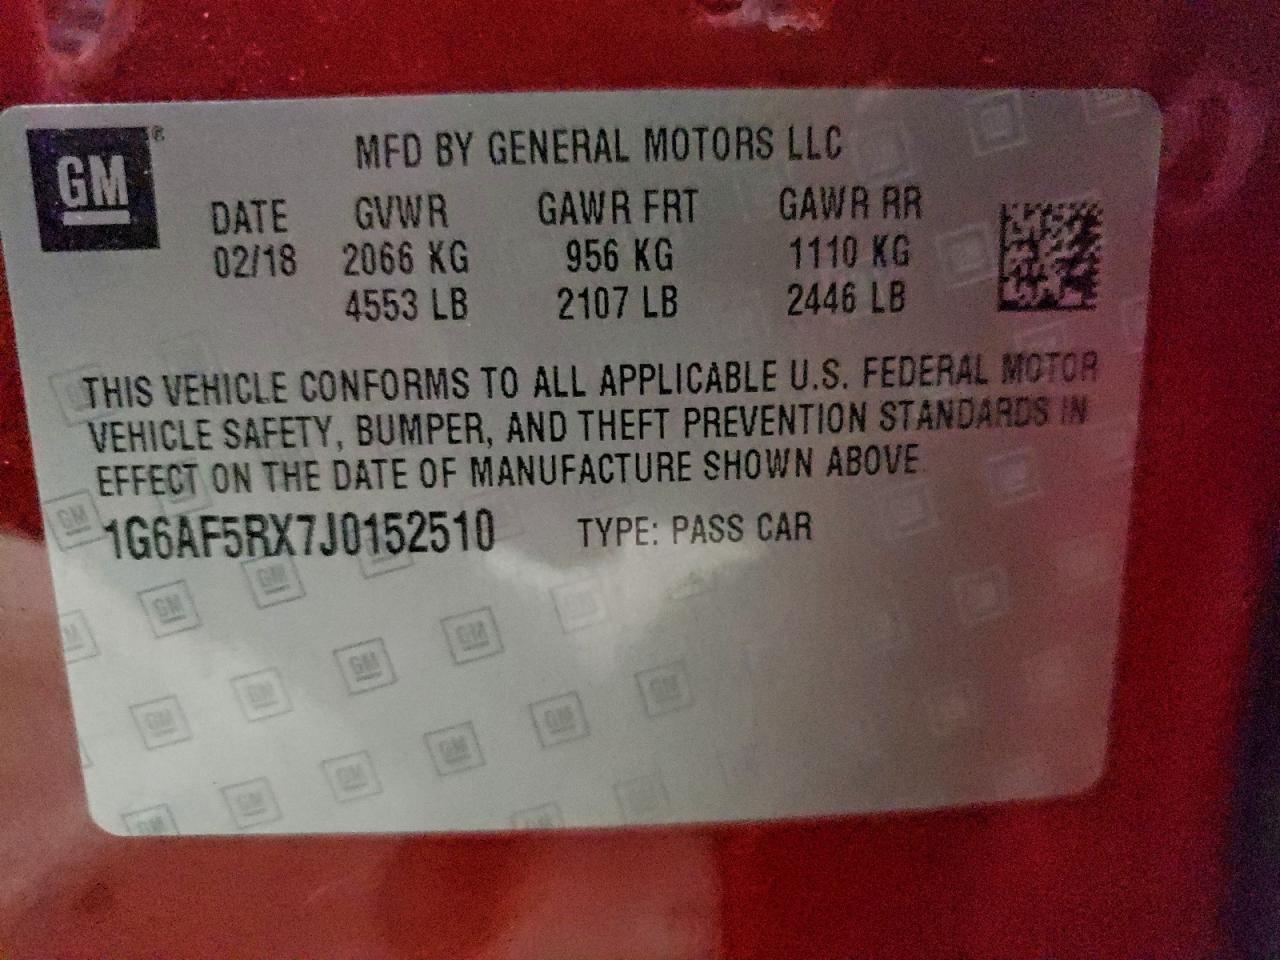 GM®
MFD BY GENERAL MOTORS LLC
DATE GVWR GAWR FRT GAWR RR
02/18 2066 KG 956 KG 1110 KG
4553 LB 2107 LB 2446 LB
THIS VEHICLE CONFORMS TO ALL APPLICABLE U.S. FEDERAL MOTOR
VEHICLE SAFETY, BUMPER, AND THEFT PREVENTION STANDARDS IN
EFFECT ON THE DATE OF MANUFACTURE SHOWN ABOVE
1G6AF5RX7J0152510 TYPE: PASS CAR